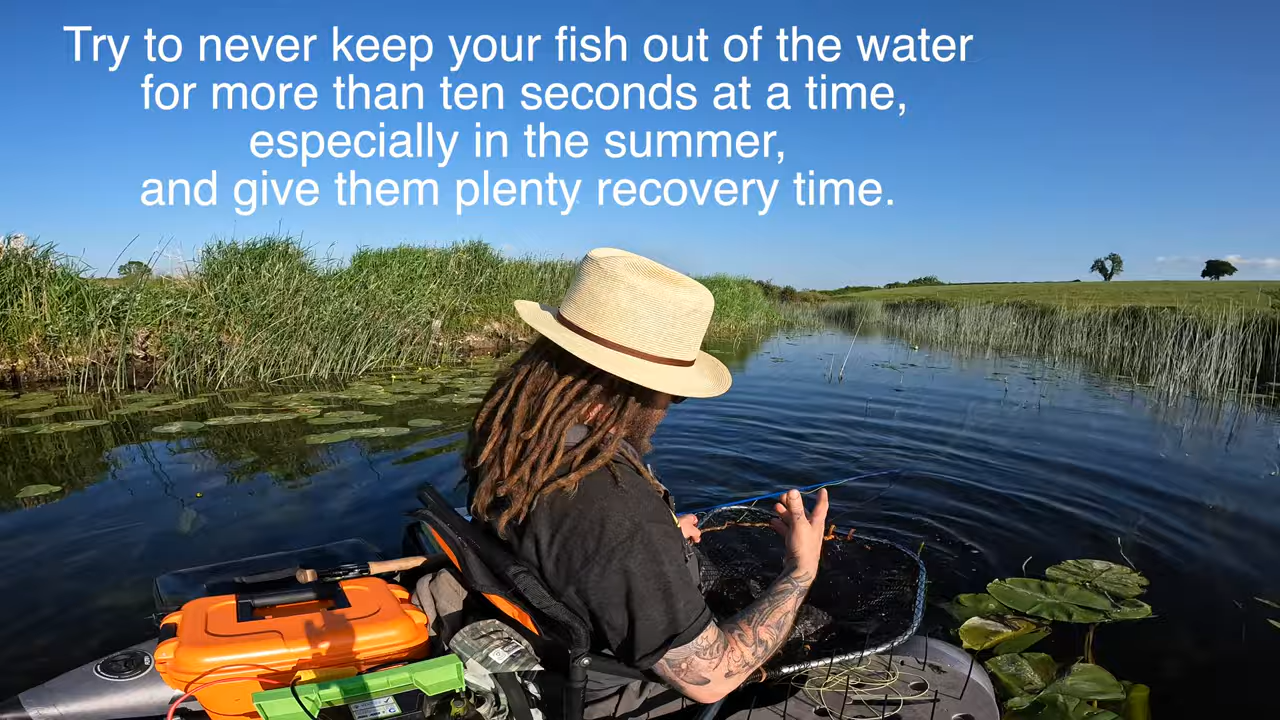 Try to never keep your fish out of the water
for more than ten seconds at a time,
especially in the summer,
and give them plenty recovery time.